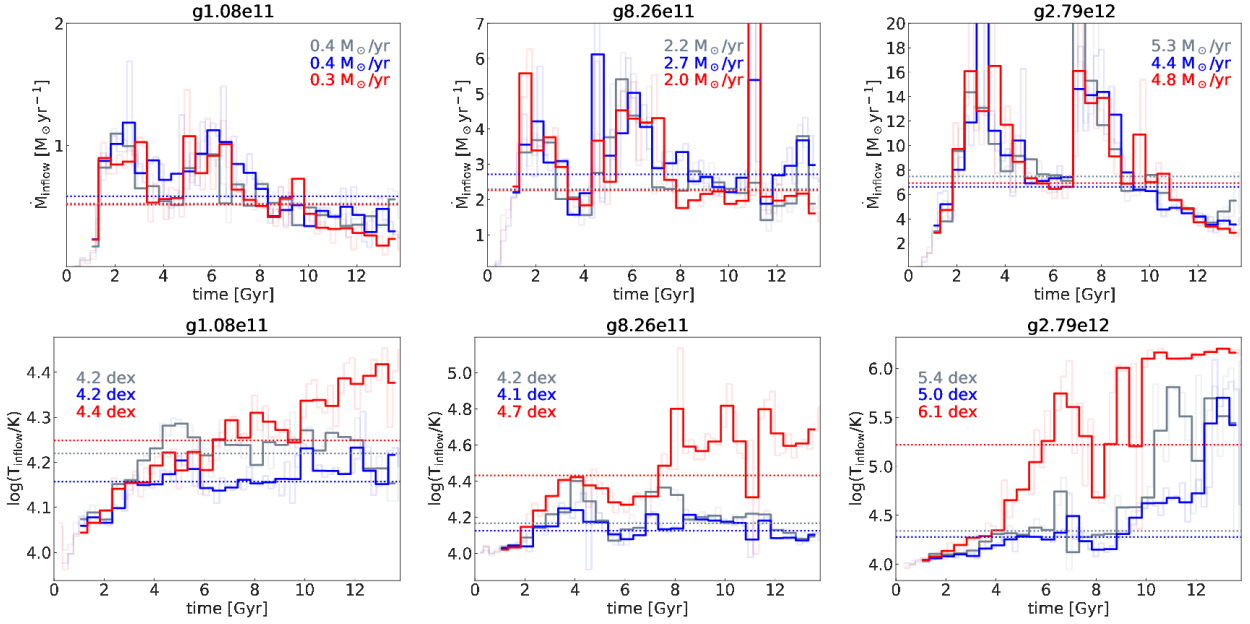 g1.08e11
g8.26e11
g2.79e12
0.4 M⊙/yr
0.4 M⊙/yr
0.3 M⊙/yr
2.2 M⊙/yr
2.7 M⊙/yr
2.0 M⊙/yr
5.3 M⊙/yr
4.4 M⊙/yr
4.8 M⊙/yr
2
1
Ṁinflow [M⊙yr−1]
0 2 4 6 8 10 12
time [Gyr]
7
6
5
4
3
2
1
Ṁinflow [M⊙yr−1]
0 2 4 6 8 10 12
time [Gyr]
20
18
16
14
12
10
8
6
4
2
Ṁinflow [M⊙yr−1]
0 2 4 6 8 10 12
time [Gyr]
g1.08e11
g8.26e11
g2.79e12
4.2 dex
4.2 dex
4.4 dex
4.2 dex
4.1 dex
4.7 dex
5.4 dex
5.0 dex
6.1 dex
4.4
4.3
4.2
4.1
4.0
log(Tinflow/K)
0 2 4 6 8 10 12
time [Gyr]
5.0
4.8
4.6
4.4
4.2
4.0
log(Tinflow/K)
0 2 4 6 8 10 12
time [Gyr]
6.0
5.5
5.0
4.5
4.0
log(Tinflow/K)
0 2 4 6 8 10 12
time [Gyr]